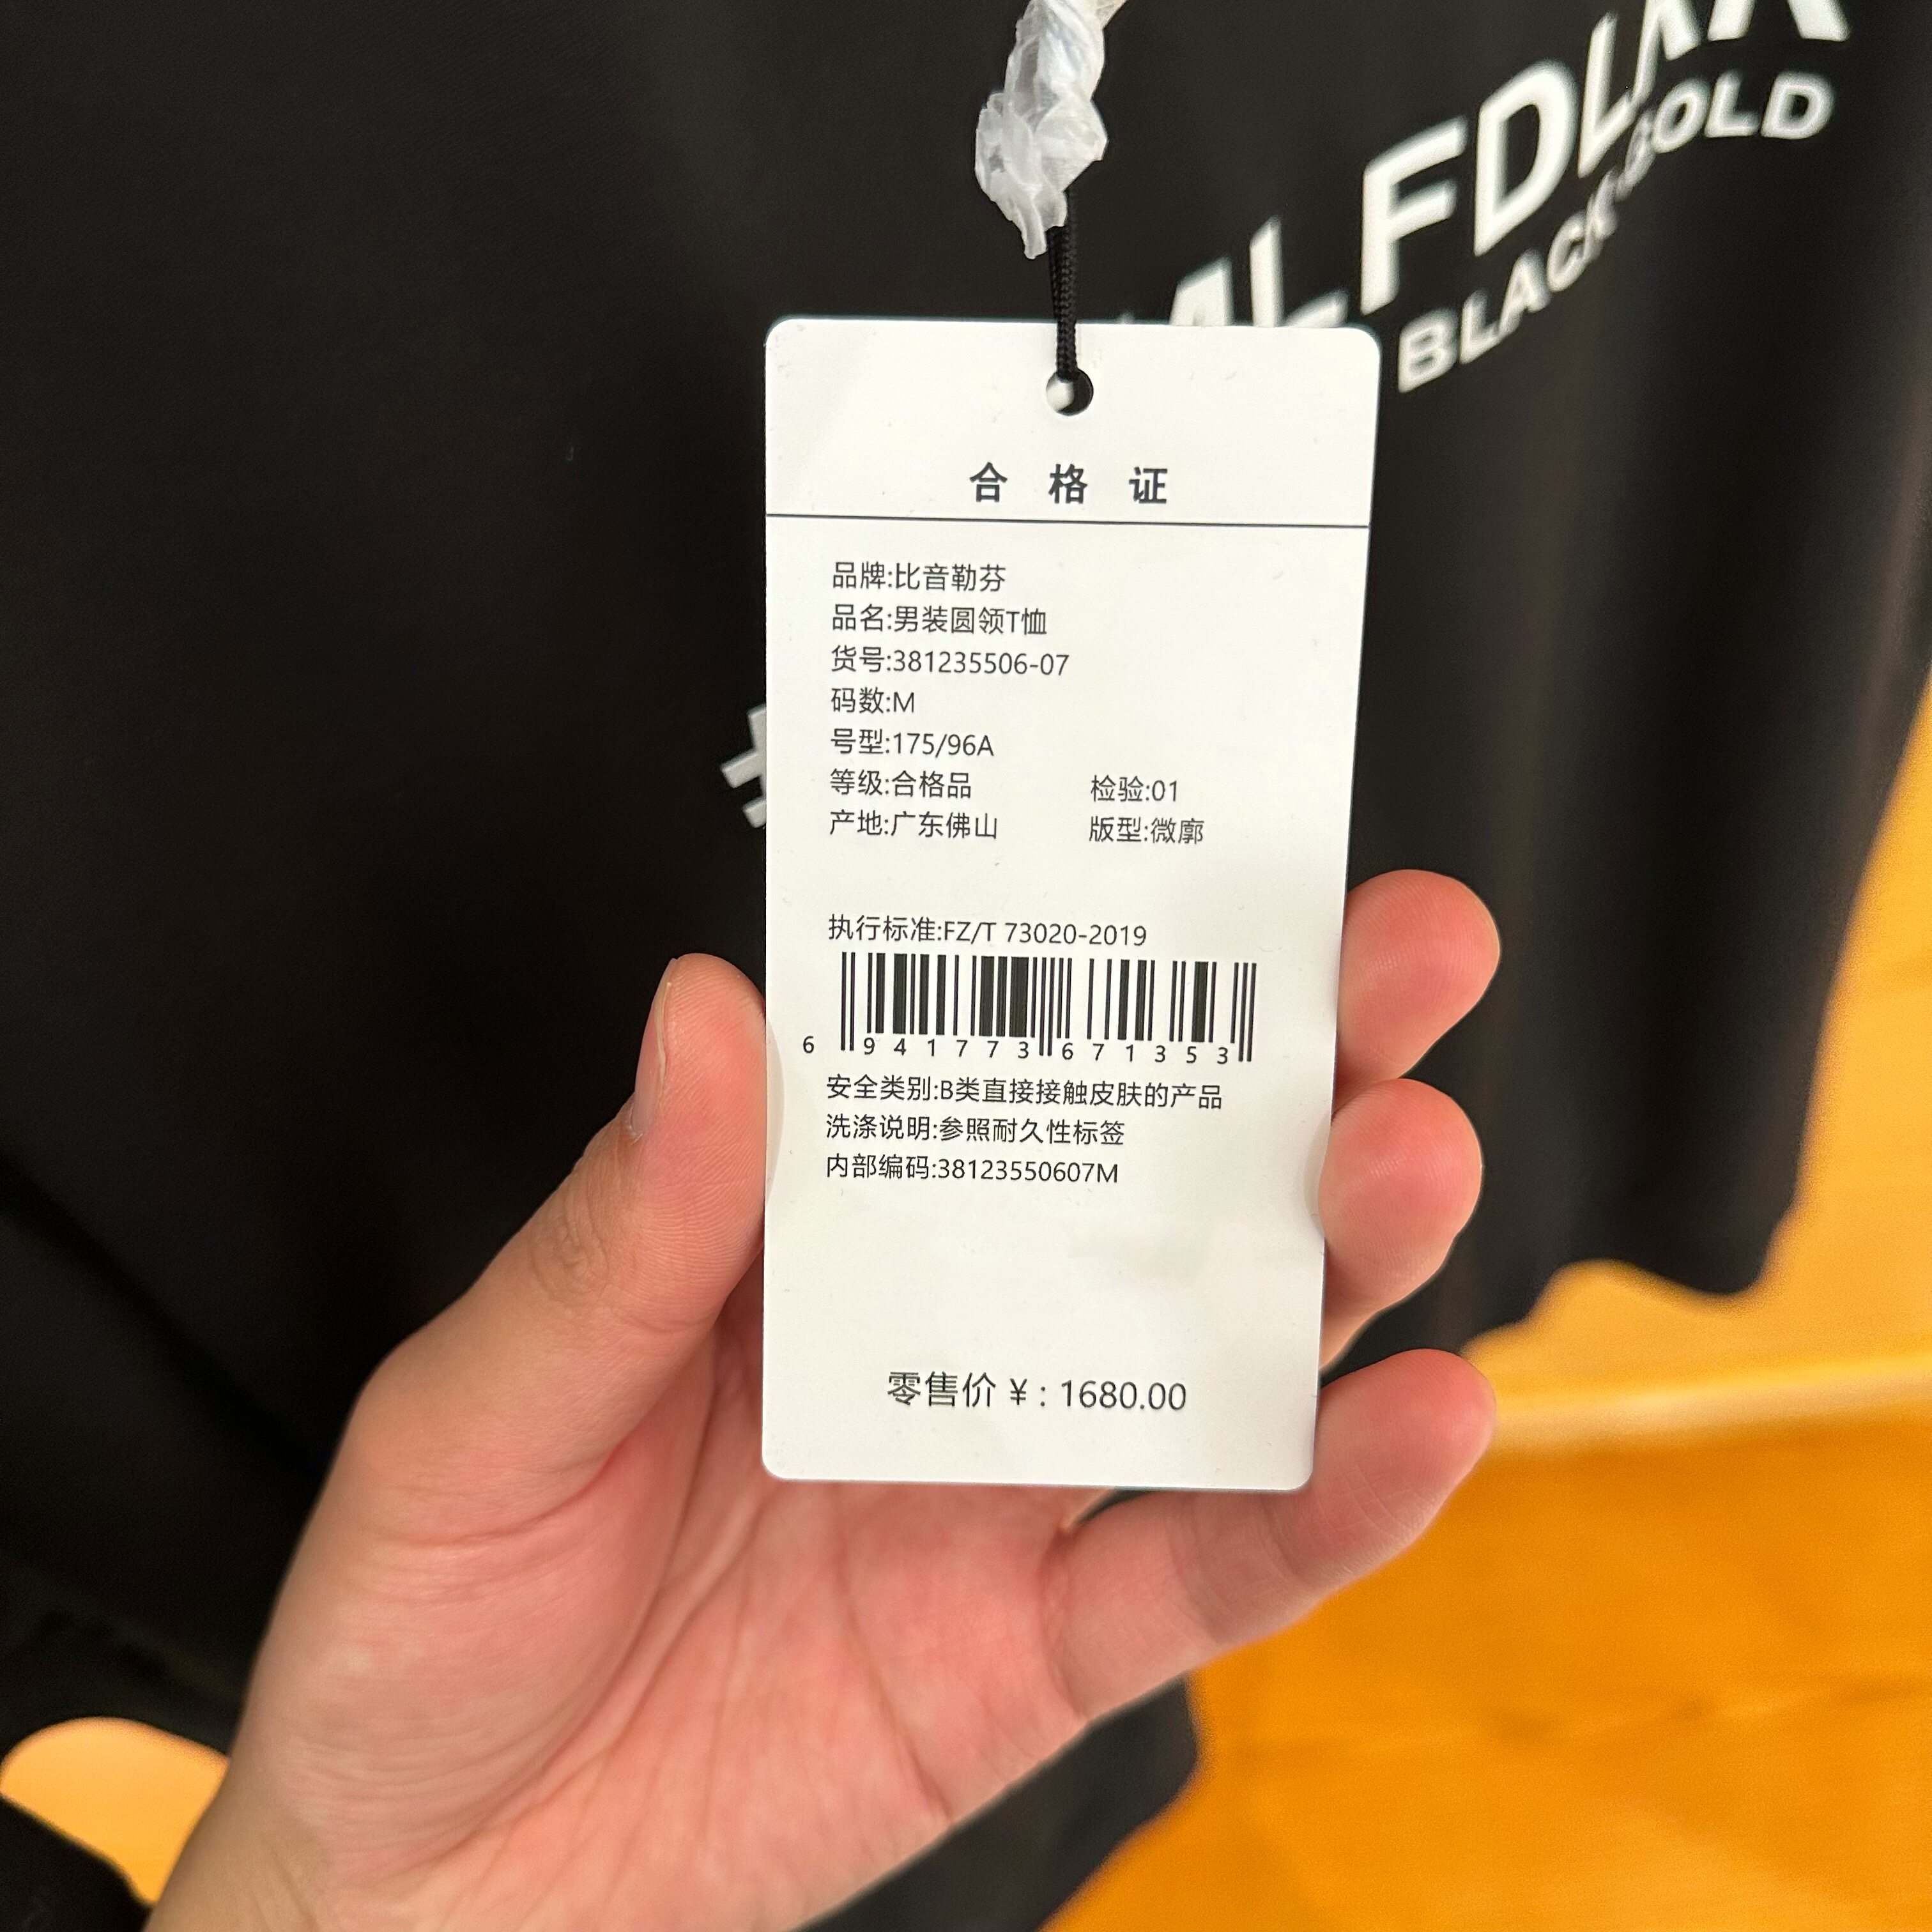 BLACK GOLD
合格证
品牌:比音勒芬
品名:男装圆领T恤
货号:381235506-07
码数:M
号型:175/96A
等级:合格品 检验:01
产地:广东佛山 版型:微廓
执行标准:FZ/T 73020-2019
6 941773 671353
安全类别:B类直接接触皮肤的产品
洗涤说明:参照耐久性标签
内部编码:38123550607M
零售价￥: 1680.00